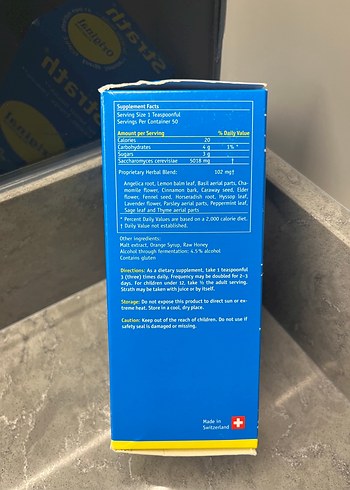 Strath
original
Strath
Supplement Facts
Serving Size 1 Teaspoonful
Servings Per Container 50
Amount per Serving % Daily Value
Calories 20
Carbohydrates 4 g 1% *
Sugars
Saccharomyces cerevisiae 5018 mg †
Proprietary Herbal Blend: 102 mg†
Angelica root, Lemon balm leaf, Basil aerial parts, Cha-
momile flower, Cinnamon bark, Caraway seed, Elder
flower, Fennel seed, Horseradish root, Hyssop leaf,
Lavender flower, Parsley aerial parts, Peppermint leaf,
Sage leaf and Thyme aerial parts
* Percent Daily Values are based on a 2,000 calorie diet.
† Daily Value not established.
Other ingredients:
Malt extract, Orange Syrup, Raw Honey
Alcohol through fermentation: 4.5% alcohol
Contains gluten
Directions: As a dietary supplement, take 1 teaspoonful
3 (three) times daily. Frequency may be doubled for 2-3
days. For children under 12, take ½ the adult serving.
Strath may be taken with juice or by itself.
Storage: Do not expose this product to direct sun or ex-
treme heat. Store in a cool, dry place.
Caution: Keep out of the reach of children. Do not use if
safety seal is damaged or missing.
Made in
Switzerland